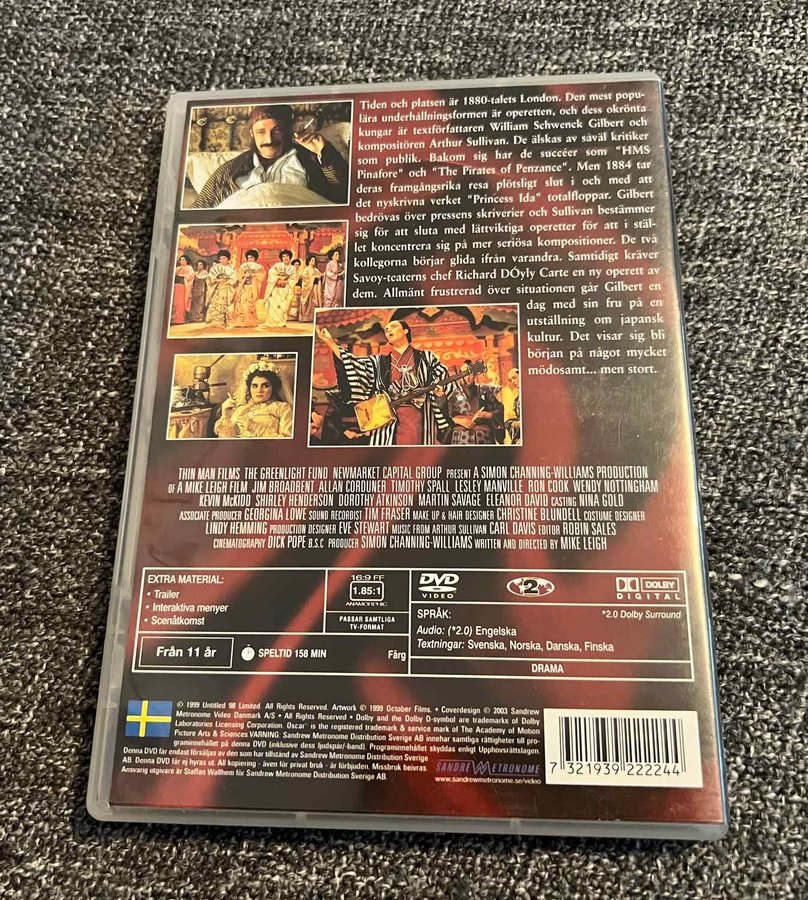 Tiden och platsen är 1880-talets London. Den mest popu-
lära underhållningsformen är operetten, och dess okrönta
kungar är textförfattaren William Schwenck Gilbert och
kompositören Arthur Sullivan. De älskas av såväl kritiker
som publik. Bakom sig har de succéer som "HMS
Pinafore" och "The Pirates of Penzance". Men 1884 tar
deras framgångsrika resa plötsligt slut i och med att
det nyskrivna verket "Princess Ida" totalfloppar. Gilbert
bedrövas över pressens skriverier och Sullivan bestämmer
sig för att sluta med lättviktiga operetter för att i stäl-
let koncentrera sig på mer seriösa kompositioner. De två
kollegorna börjar glida ifrån varandra. Samtidigt kräver
Savoy-teaterns chef Richard DÓyly Carte en ny operett av
dem. Allmänt frustrerad över situationen går Gilbert en
dag med sin fru på en
utställning om japansk
kultur. Det visar sig bli
början på något mycket
mödosamt... men stort.
THIN MAN FILMS THE GREENLIGHT FUND NEWMARKET CAPITAL GROUP PRESENT A SIMON CHANNING-WILLIAMS PRODUCTION
OF A MIKE LEIGH FILM JIM BROADBENT ALLAN CORDUNER TIMOTHY SPALL LESLEY MANVILLE RON COOK WENDY NOTTINGHAM
KEVIN McKIDD SHIRLEY HENDERSON DOROTHY ATKINSON MARTIN SAVAGE ELEANOR DAVID CASTING NINA GOLD
ASSOCIATE PRODUCER GEORGINA LOWE SOUND RECORDIST TIM FRASER MAKE UP & HAIR DESIGNER CHRISTINE BLUNDELL COSTUME DESIGNER
LINDY HEMMING PRODUCTION DESIGNER EVE STEWART MUSIC FROM ARTHUR SULLIVAN CARL DAVIS EDITOR ROBIN SALES
CINEMATOGRAPHY DICK POPE B.S.C PRODUCER SIMON CHANNING-WILLIAMS WRITTEN AND DIRECTED BY MIKE LEIGH
EXTRA MATERIAL:
• Trailer
• Interaktiva menyer
• Scenåtkomst
16:9 FF
1.85:1
ANAMORPHIC
PASSAR SAMTLIGA
TV-FORMAT
Från 11 år
SPELTID 158 MIN
Färg
DVD
VIDEO
2
DOLBY
DIGITAL
SPRÅK:
*2.0 Dolby Surround
Audio: (*2.0) Engelska
Textningar: Svenska, Norska, Danska, Finska
DRAMA
© 1999 Untitled 98 Limited. All Rights Reserved. Artwork © 1999 October Films. • Coverdesign © 2003 Sandrew
Metronome Video Danmark A/S • All Rights Reserved • Dolby and the Dolby D-symbol are trademarks of Dolby
Laboratories Licensing Corporation. Oscar™ is the registered trademark & service mark of The Academy of Motion
Picture Arts & Sciences VARNING: Sandrew Metronome Distribution Sverige AB innehar samtliga rättigheter till pro-
graminnehållet på denna DVD (inklusive dess ljudspår/-band). Programinnehållet skyddas enligt Upphovsrättslagen.
Denna DVD får endast försäljas av den som har tillstånd av Sandrew Metronome Distribution Sverige
AB. Denna DVD får ej hyras ut. All kopiering - även för privat bruk - är förbjuden. Missbruk beivras.
Ansvarig utgivare är Staffan Wallhem för Sandrew Metronome Distribution Sverige AB.
SANDREW METRONOME
www.sandrewmetronome.se/video
7 321939 222244